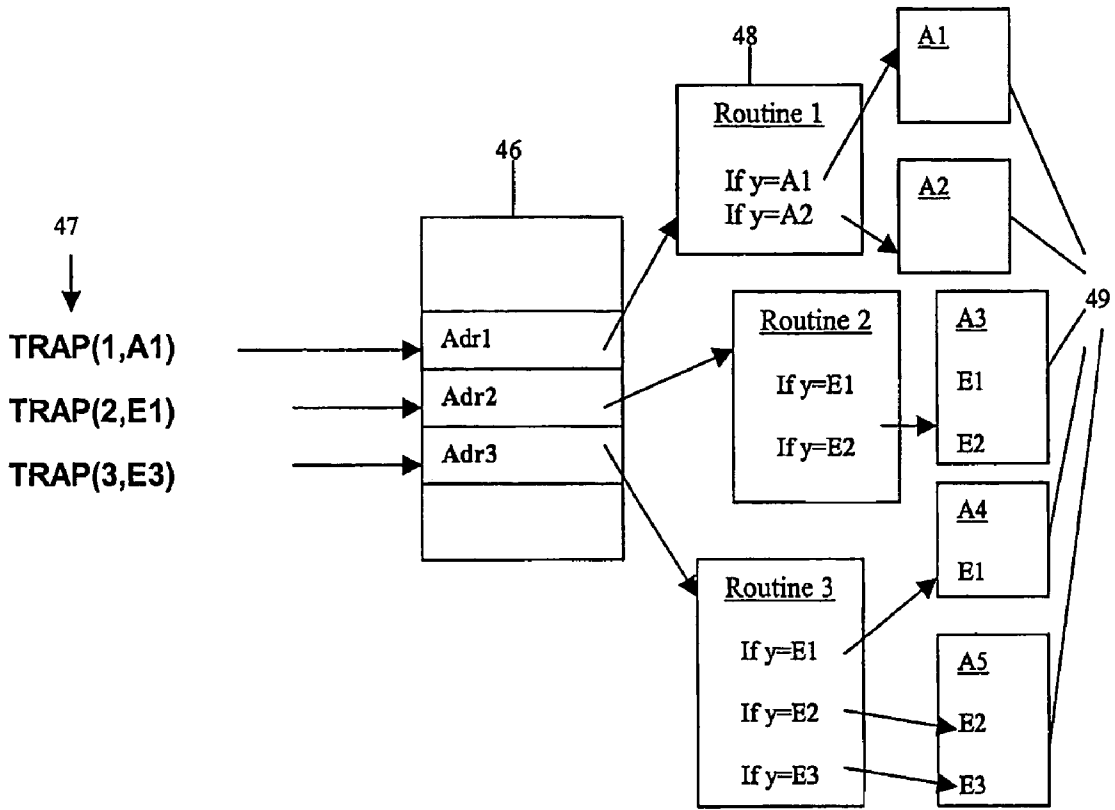 47
TRAP(1,A1)
TRAP(2,E1)
TRAP(3,E3)
46
Adr1
Adr2
Adr3
48
Routine 1
If y=A1
If y=A2
Routine 2
If y=E1
If y=E2
Routine 3
If y=E1
If y=E2
If y=E3
A1
A2
A3
E1
E2
A4
E1
A5
E2
E3
49